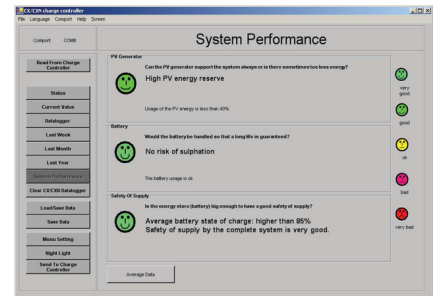 CX/CXN charge controller
File Language Comport Help Screen
Comport COM8
System Performance
Read From Charge
Controller
Status
Current Value
Datalogger
Last Week
Last Month
Last Year
System Performance
Clear CX/CXN Datalogger
Load/Save Data
Save Data
Menu Setting
Night Light
Send To Charge
Controller
PV Generator
Can the PV generator support the system always or is there sometimes too less energy?
High PV energy reserve
Usage of the PV energy is less than 40%
Battery
Would the battery be handled so that a long life is guaranteed?
No risk of sulphation
The battery usage is ok
Safety Of Supply
Is the energy store (battery) big enough to have a good safety of supply?
Average battery state of charge: higher than 85%
Safety of supply by the complete system is very good.
Average Data
very
good
good
ok
bad
very bad